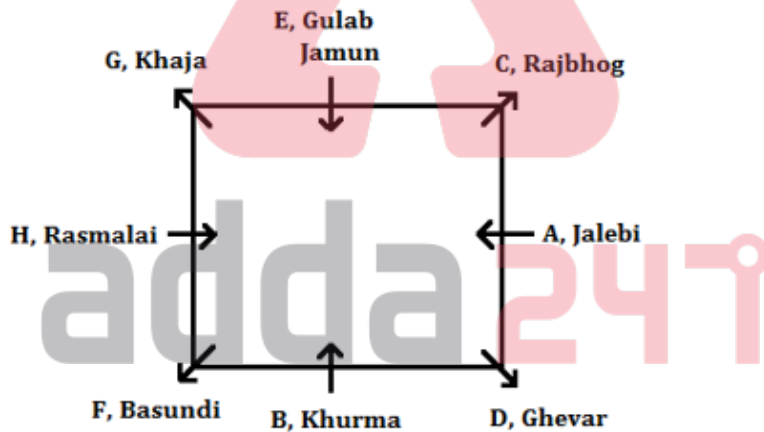 E, Gulab
Jamun
G, Khaja
C, Rajbhog
H, Rasmalai
A, Jalebi
adda247
F, Basundi
B, Khurma
D, Ghevar